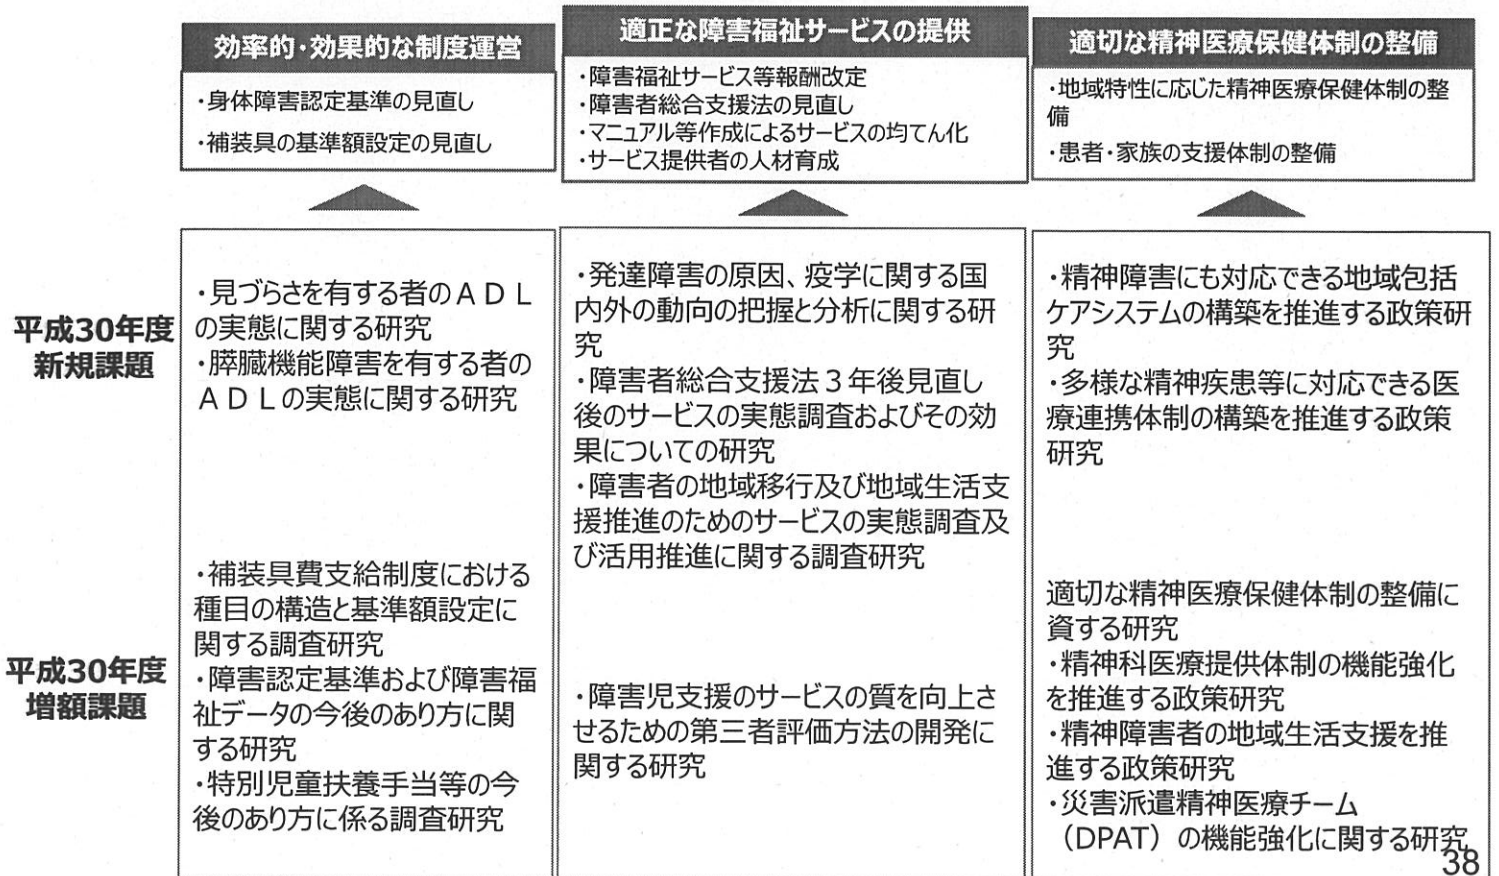 効率的・効果的な制度運営
・身体障害認定基準の見直し
・補装具の基準額設定の見直し
適正な障害福祉サービスの提供
・障害福祉サービス等報酬改定
・障害者総合支援法の見直し
・マニュアル等作成によるサービスの均てん化
・サービス提供者の人材育成
適切な精神医療保健体制の整備
・地域特性に応じた精神医療保健体制の整
備
・患者・家族の支援体制の整備
平成30年度
新規課題
・見づらさを有する者のＡＤＬ
の実態に関する研究
・膵臓機能障害を有する者の
ＡＤＬの実態に関する研究
・発達障害の原因、疫学に関する国
内外の動向の把握と分析に関する研
究
・障害者総合支援法３年後見直し
後のサービスの実態調査およびその効
果についての研究
・障害者の地域移行及び地域生活支
援推進のためのサービスの実態調査及
び活用推進に関する調査研究
・精神障害にも対応できる地域包括
ケアシステムの構築を推進する政策研
究
・多様な精神疾患等に対応できる医
療連携体制の構築を推進する政策
研究
平成30年度
増額課題
・補装具費支給制度における
種目の構造と基準額設定に
関する調査研究
・障害認定基準および障害福
祉データの今後のあり方に関
する研究
・特別児童扶養手当等の今
後のあり方に係る調査研究
・障害児支援のサービスの質を向上さ
せるための第三者評価方法の開発に
関する研究
適切な精神医療保健体制の整備に
資する研究
・精神科医療提供体制の機能強化
を推進する政策研究
・精神障害者の地域生活支援を推
進する政策研究
・災害派遣精神医療チーム
（DPAT）の機能強化に関する研究
38